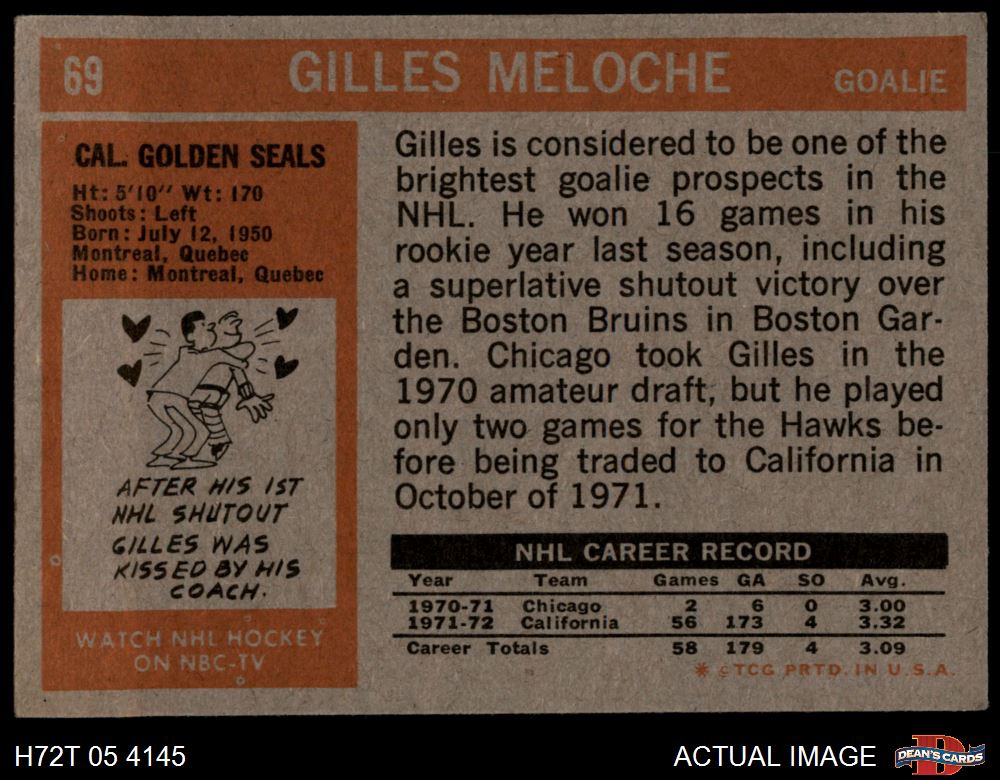 69 GILLES MELOCHE GOALIE
CAL. GOLDEN SEALS
Ht: 5'10'' Wt: 170
Shoots: Left
Born: July 12, 1950
Montreal, Quebec
Home: Montreal, Quebec
AFTER HIS 1ST
NHL SHUTOUT
GILLES WAS
KISSED BY HIS
COACH.
WATCH NHL HOCKEY
ON NBC-TV
Gilles is considered to be one of the
brightest goalie prospects in the
NHL. He won 16 games in his
rookie year last season, including
a superlative shutout victory over
the Boston Bruins in Boston Gar-
den. Chicago took Gilles in the
1970 amateur draft, but he played
only two games for the Hawks be-
fore being traded to California in
October of 1971.
NHL CAREER RECORD
Year Team Games GA SO Avg.
1970-71 Chicago 2 6 0 3.00
1971-72 California 56 173 4 3.32
Career Totals 58 179 4 3.09
* ©TCG PRTD. IN U.S.A.
H72T 05 4145
ACTUAL IMAGE
D
DEAN'S CARDS